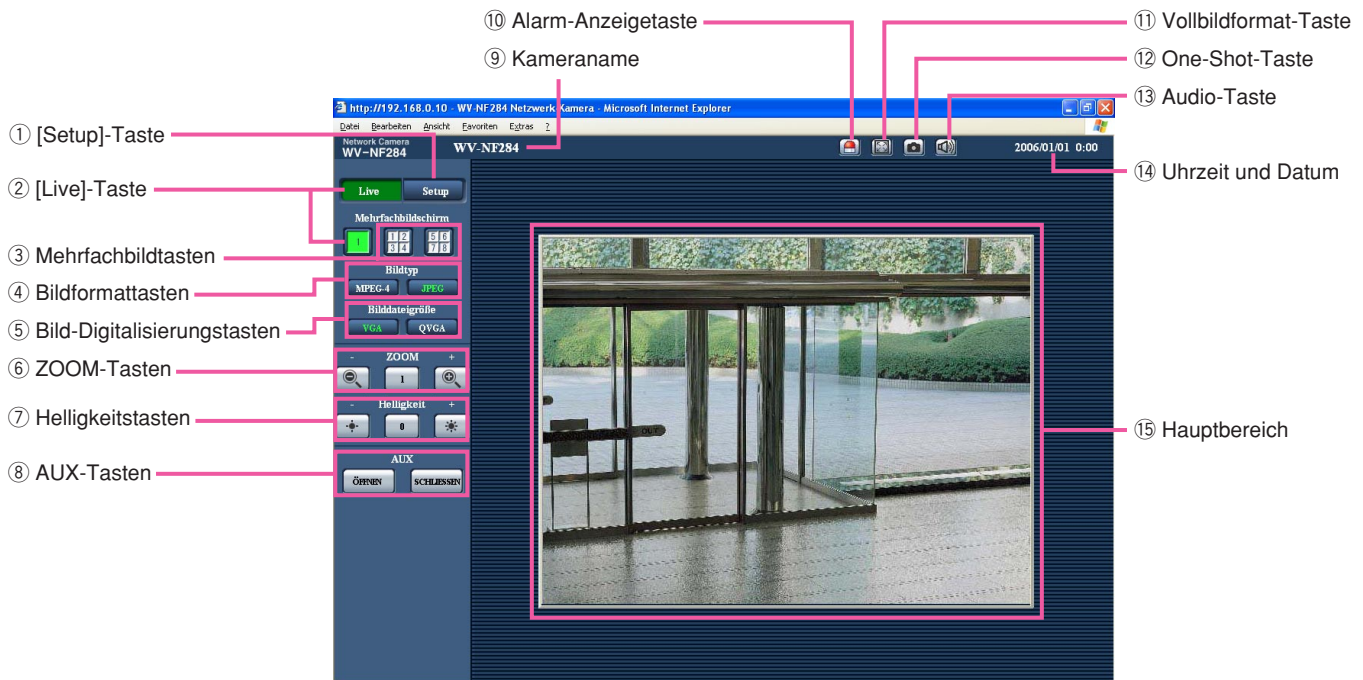 ⑩ Alarm-Anzeigetaste
⑪ Vollbildformat-Taste
⑨ Kameraname
⑫ One-Shot-Taste
⑬ Audio-Taste
http://192.168.0.10 - WV-NF284 Netzwerk-Kamera - Microsoft Internet Explorer
① [Setup]-Taste
Datei Bearbeiten Ansicht Favoriten Extras ?
Network Camera
WV-NF284
WV-NF284
2006/01/01 0:00
⑭ Uhrzeit und Datum
② [Live]-Taste
Live Setup
Mehrfachbildschirm
1 1 2 3 4 5 6 7 8
③ Mehrfachbildtasten
Bildtyp
④ Bildformattasten
MPEG-4 JPEG
Bilddateigröße
⑤ Bild-Digitalisierungstasten
VGA QVGA
- ZOOM +
⑥ ZOOM-Tasten
1
- Helligkeit +
⑦ Helligkeitstasten
0
⑮ Hauptbereich
OUT
⑧ AUX-Tasten
AUX
ÖFFNEN SCHLIESSEN